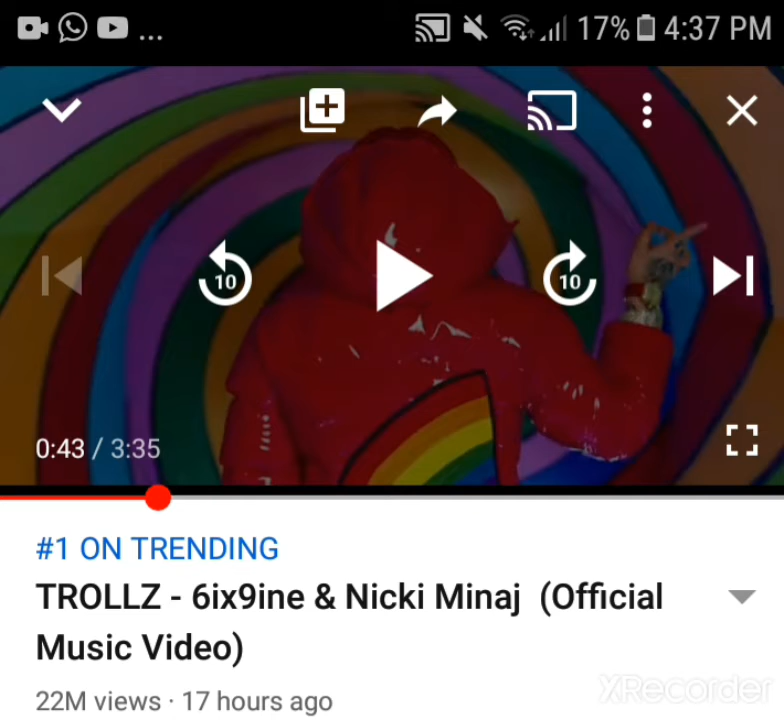 ... 17% 4:37 PM
10 10
0:43 / 3:35
#1 ON TRENDING
TROLLZ - 6ix9ine & Nicki Minaj (Official
Music Video)
22M views · 17 hours ago
XRecorder